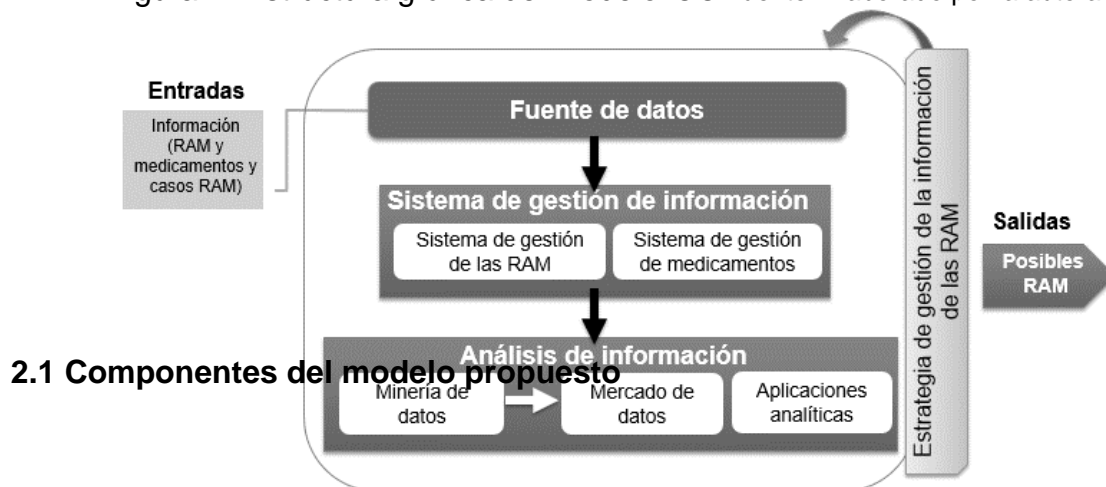 Entradas
Información
(RAM y
medicamentos y
casos RAM)
Fuente de datos
Sistema de gestión de información
Sistema de gestión
de las RAM
Sistema de gestión
de medicamentos
Análisis de información
2.1 Componentes del modelo propuesto
Minería de
datos
Mercado de
datos
Aplicaciones
analíticas
Estrategia de gestión de la información
de las RAM
Salidas
Posibles
RAM